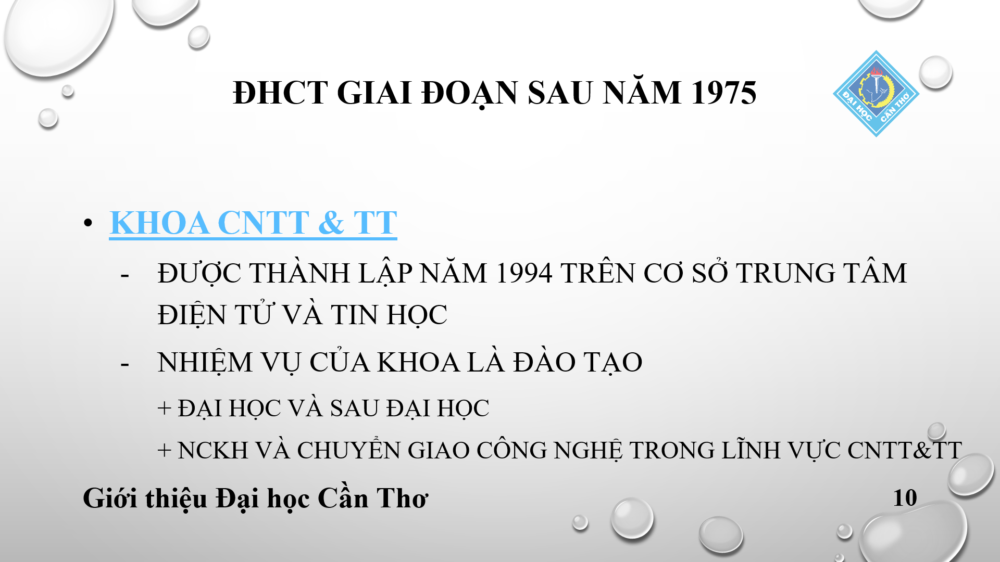 ĐHCT GIAI ĐOẠN SAU NĂM 1975
ĐẠI HỌC CẦN THƠ
• KHOA CNTT & TT
- ĐƯỢC THÀNH LẬP NĂM 1994 TRÊN CƠ SỞ TRUNG TÂM
ĐIỆN TỬ VÀ TIN HỌC
- NHIỆM VỤ CỦA KHOA LÀ ĐÀO TẠO
+ ĐẠI HỌC VÀ SAU ĐẠI HỌC
+ NCKH VÀ CHUYỂN GIAO CÔNG NGHỆ TRONG LĨNH VỰC CNTT&TT
Giới thiệu Đại học Cần Thơ
10